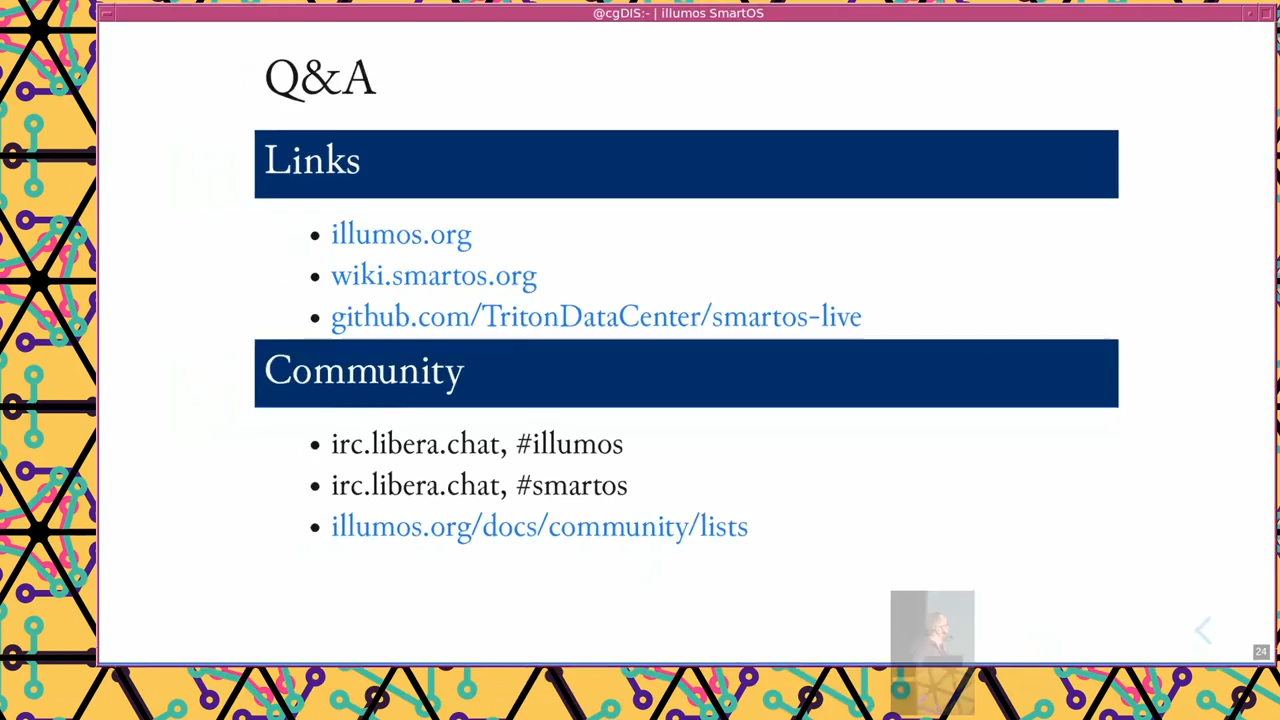 @cgDIS:- | illumos SmartOS
Q&A
Links
illumos.org
wiki.smartos.org
github.com/TritonDataCenter/smartos-live
Community
irc.libera.chat, #illumos
irc.libera.chat, #smartos
illumos.org/docs/community/lists
24